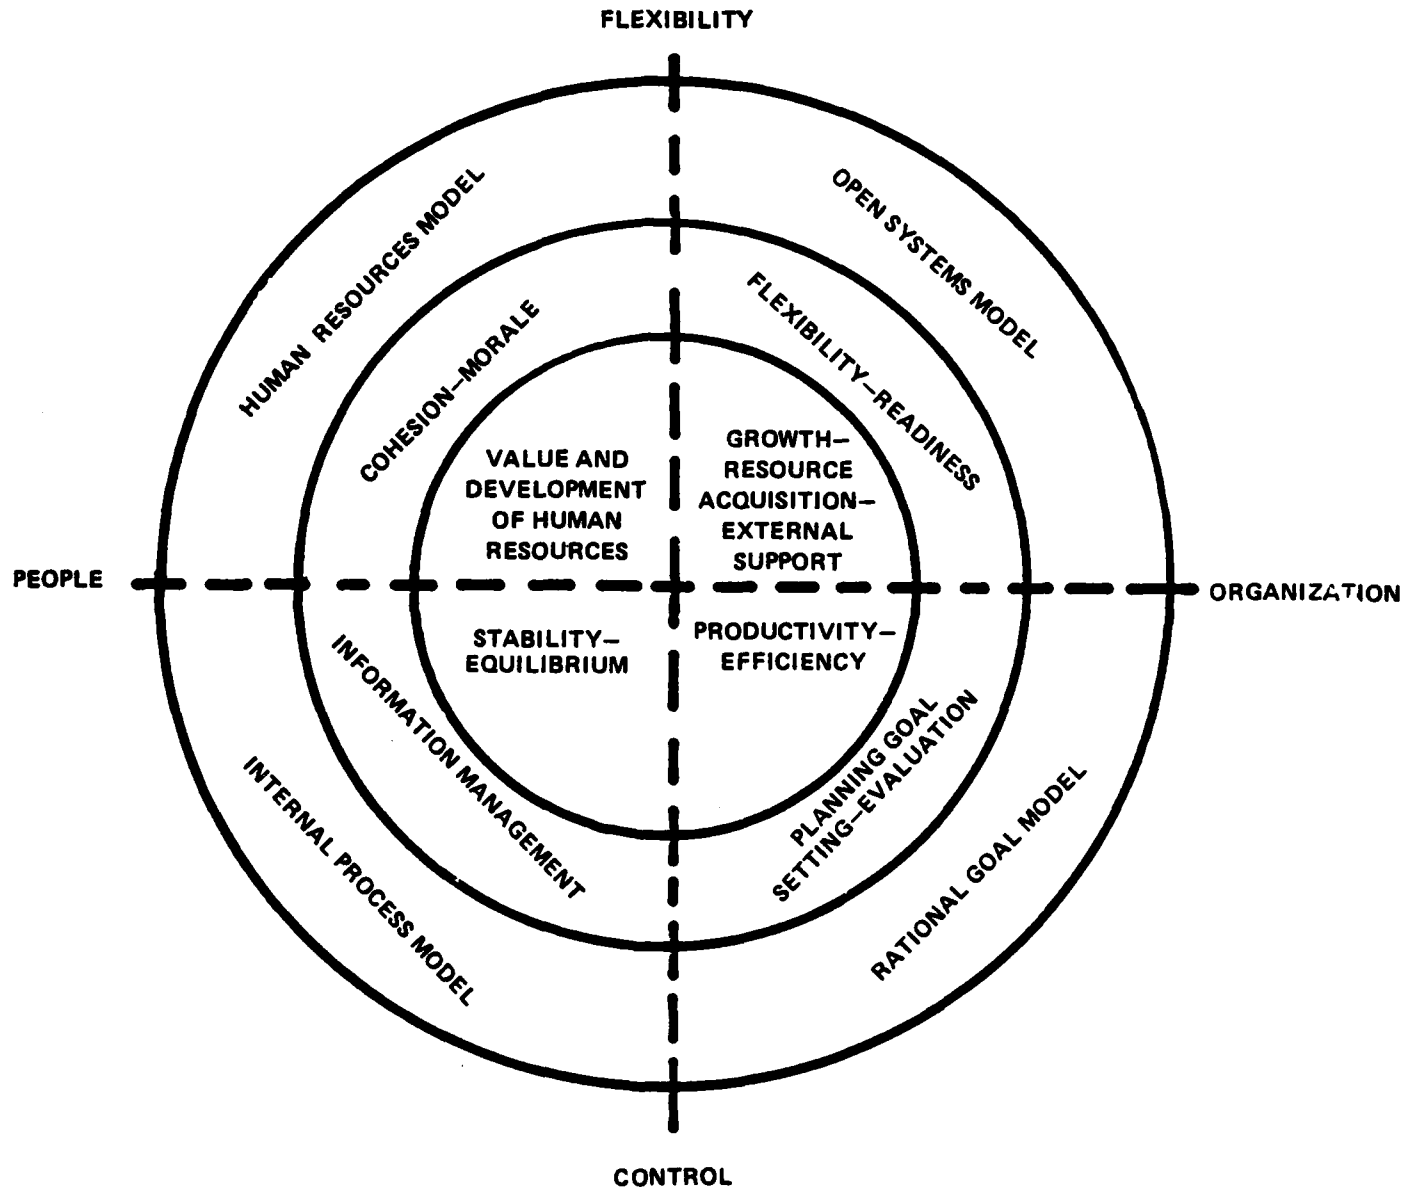 FLEXIBILITY
HUMAN RESOURCES MODEL
OPEN SYSTEMS MODEL
COHESION—MORALE
FLEXIBILITY—READINESS
VALUE AND
DEVELOPMENT
OF HUMAN
RESOURCES
GROWTH—
RESOURCE
ACQUISITION—
EXTERNAL
SUPPORT
PEOPLE
ORGANIZATION
STABILITY—
EQUILIBRIUM
PRODUCTIVITY—
EFFICIENCY
INFORMATION MANAGEMENT
PLANNING GOAL
SETTING—EVALUATION
INTERNAL PROCESS MODEL
RATIONAL GOAL MODEL
CONTROL